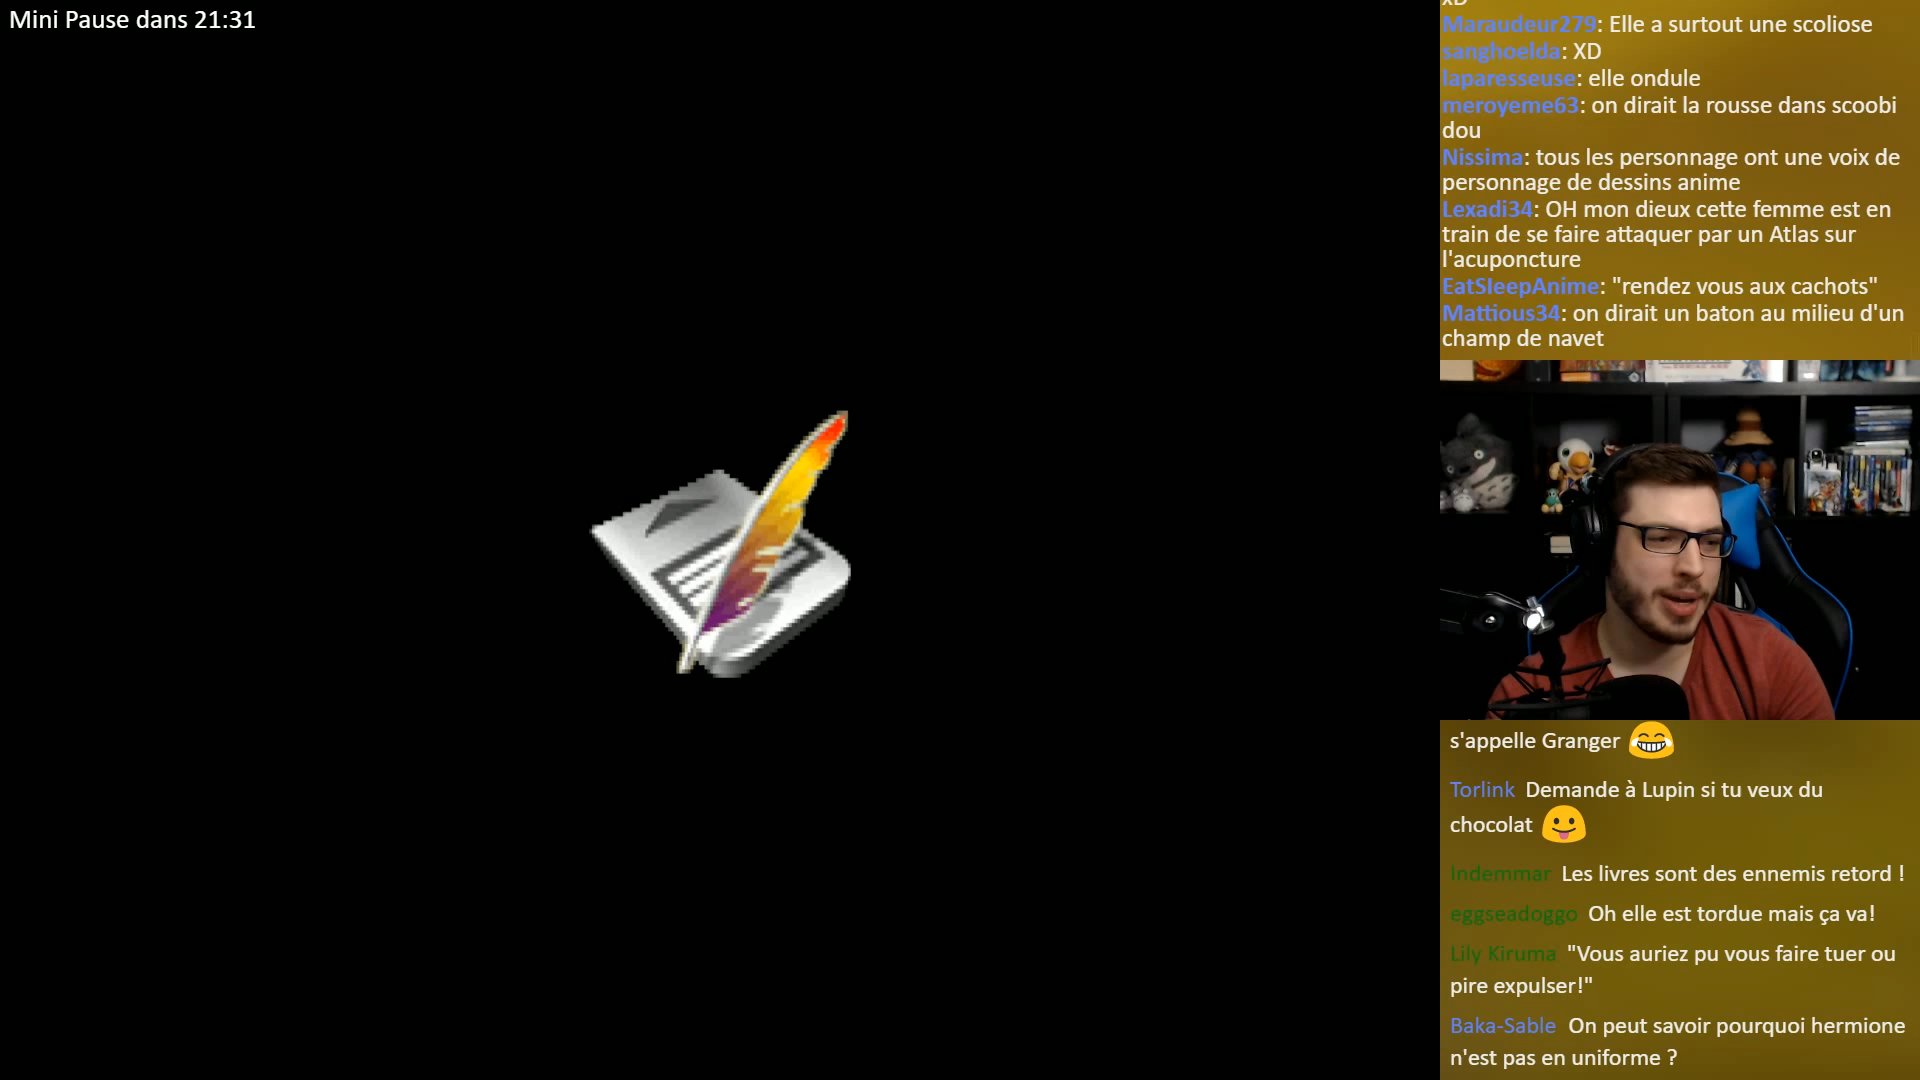 Mini Pause dans 21:31
xD
Maraudeur279: Elle a surtout une scoliose
sanghoelda: XD
laparesseuse: elle ondule
meroyeme63: on dirait la rousse dans scoobi
dou
Nissima: tous les personnage ont une voix de
personnage de dessins anime
Lexadi34: OH mon dieux cette femme est en
train de se faire attaquer par un Atlas sur
l'acuponcture
EatSleepAnime: "rendez vous aux cachots"
Mattious34: on dirait un baton au milieu d'un
champ de navet
s'appelle Granger
Torlink Demande à Lupin si tu veux du
chocolat
Indemmar Les livres sont des ennemis retord !
eggseadoggo Oh elle est tordue mais ça va!
Lily Kiruma "Vous auriez pu vous faire tuer ou
pire expulser!"
Baka-Sable On peut savoir pourquoi hermione
n'est pas en uniforme ?